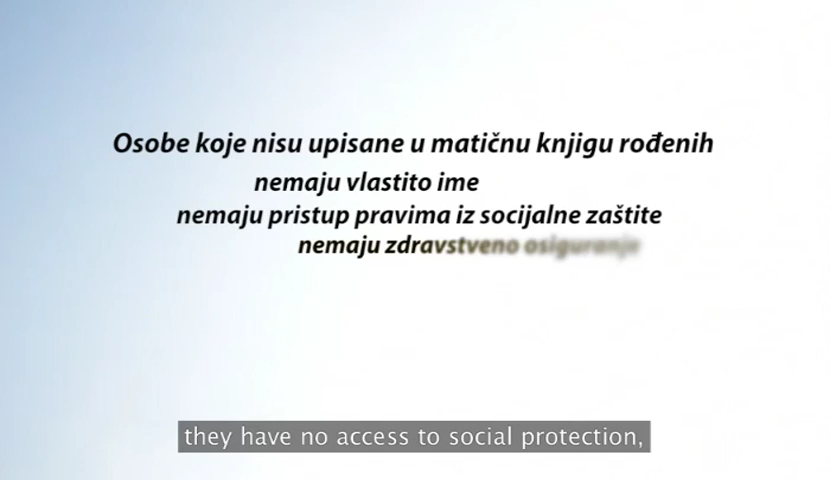 Osobe koje nisu upisane u matičnu knjigu rođenih
nemaju vlastito ime
nemaju pristup pravima iz socijalne zaštite
nemaju zdravstveno osiguranje
they have no access to social protection,